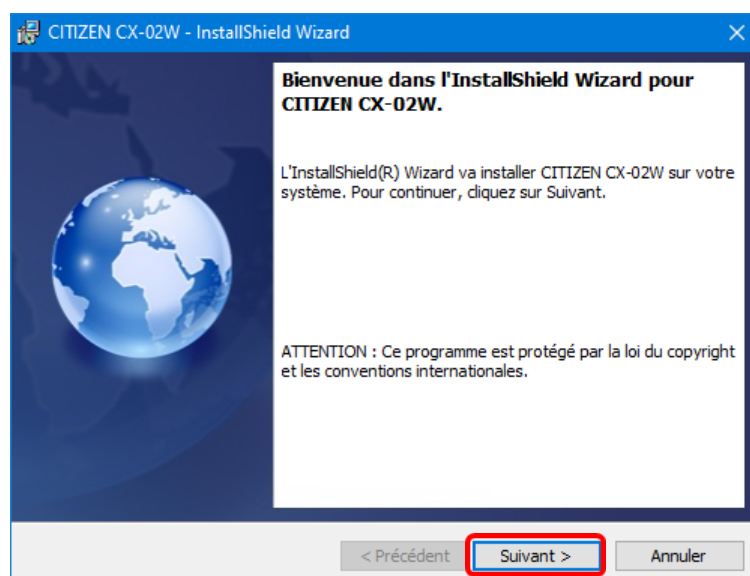 CITIZEN CX-02W - InstallShield Wizard
Bienvenue dans l'InstallShield Wizard pour
CITIZEN CX-02W.
L'InstallShield(R) Wizard va installer CITIZEN CX-02W sur votre
système. Pour continuer, cliquez sur Suivant.
ATTENTION : Ce programme est protégé par la loi du copyright
et les conventions internationales.
< Précédent
Suivant >
Annuler